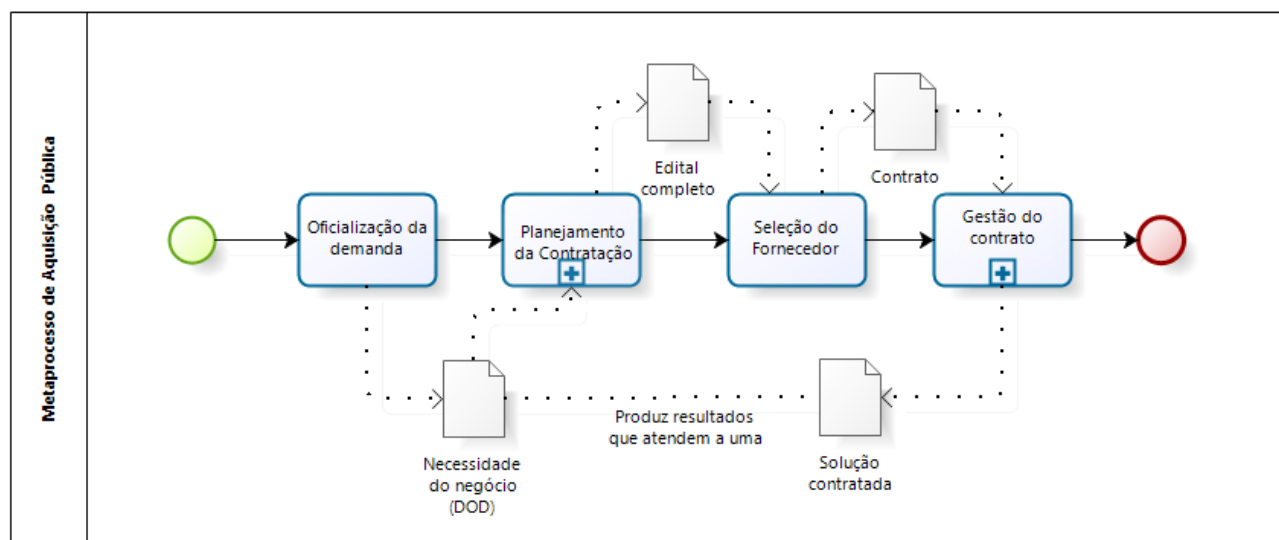 Metaprocesso de Aquisição Pública
Edital
completo
Contrato
Oficialização da
demanda
Planejamento
da Contratação
Seleção do
Fornecedor
Gestão do
contrato
Produz resultados
que atendem a uma
Necessidade
do negócio
(DOD)
Solução
contratada